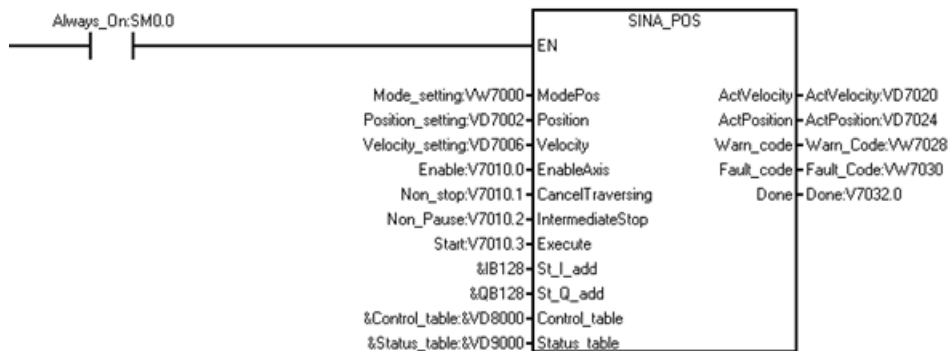 Always_On:SM0.0
SINA_POS
EN
Mode_setting:VW7000 ModePos ActVelocity ActVelocity:VD7020
Position_setting:VD7002 Position ActPosition ActPosition:VD7024
Velocity_setting:VD7006 Velocity Warn_code Warn_Code:VW7028
Enable:V7010.0 EnableAxis Fault_code Fault_Code:VW7030
Non_stop:V7010.1 CancelTraversing Done Done:V7032.0
Non_Pause:V7010.2 IntermediateStop
Start:V7010.3 Execute
&IB128 St_I_add
&QB128 St_Q_add
&Control_table:&VD8000 Control_table
&Status_table:&VD9000 Status_table